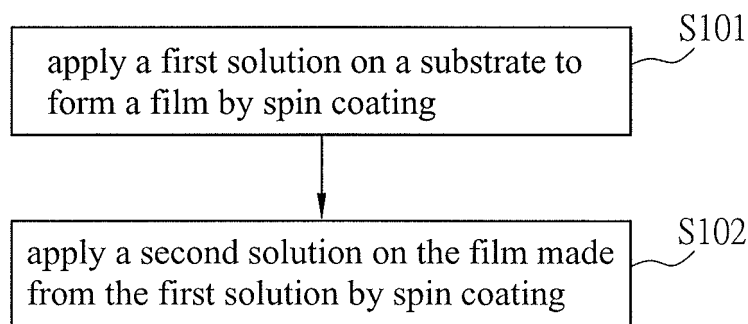 S101
apply a first solution on a substrate to
form a film by spin coating
S102
apply a second solution on the film made
from the first solution by spin coating